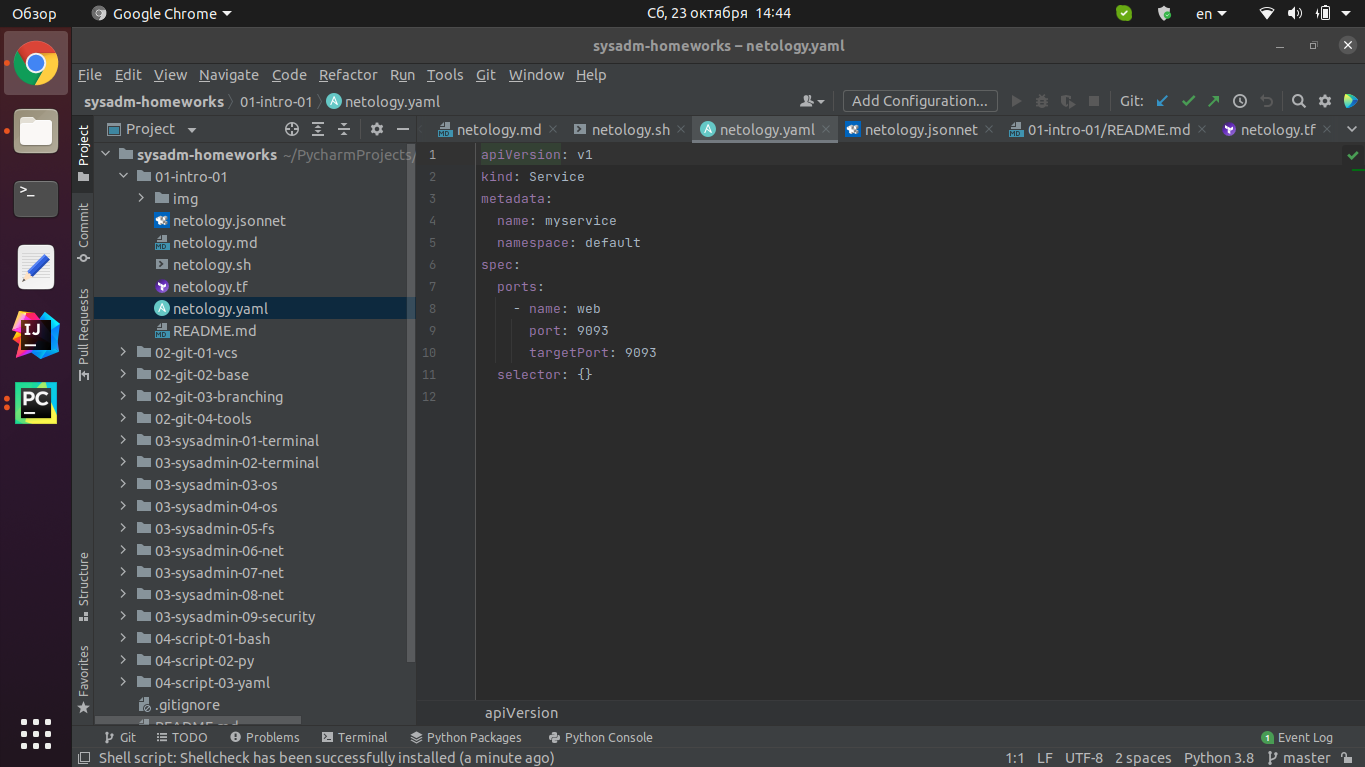 Обзор Google Chrome Сб, 23 октября 14:44 en
sysadm-homeworks – netology.yaml
File Edit View Navigate Code Refactor Run Tools Git Window Help
sysadm-homeworks 01-intro-01 netology.yaml Add Configuration... Git:
Project netology.md netology.sh netology.yaml netology.jsonnet 01-intro-01/README.md netology.tf
Project
Commit
Pull Requests
Structure
Favorites
sysadm-homeworks ~/PycharmProjects/
01-intro-01
img
netology.jsonnet
netology.md
netology.sh
netology.tf
netology.yaml
README.md
02-git-01-vcs
02-git-02-base
02-git-03-branching
02-git-04-tools
03-sysadmin-01-terminal
03-sysadmin-02-terminal
03-sysadmin-03-os
03-sysadmin-04-os
03-sysadmin-05-fs
03-sysadmin-06-net
03-sysadmin-07-net
03-sysadmin-08-net
03-sysadmin-09-security
04-script-01-bash
04-script-02-py
04-script-03-yaml
.gitignore
README.md
1 apiVersion: v1
2 kind: Service
3 metadata:
4 name: myservice
5 namespace: default
6 spec:
7 ports:
8 - name: web
9 port: 9093
10 targetPort: 9093
11 selector: {}
12
apiVersion
Git TODO Problems Terminal Python Packages Python Console 1 Event Log
Shell script: Shellcheck has been successfully installed (a minute ago) 1:1 LF UTF-8 2 spaces Python 3.8 master